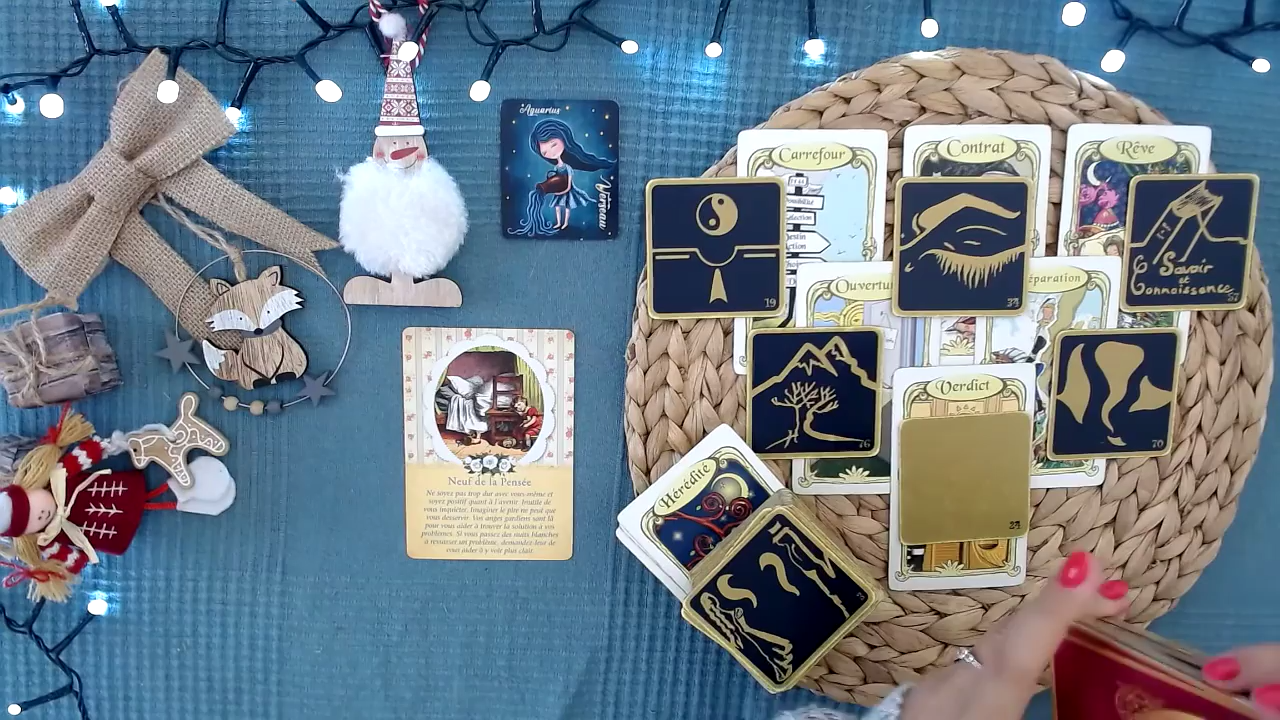 Aquarius
Verseau
Carrefour
Contrat
Rêve
19
34
Savoir
et
Connaissance
Verdict
76
70
24
Hérédité
Neuf de la Pensée
Ne soyez pas trop dur avec vous-même et
soyez positif quant à l'avenir. Inutile de
vous inquiéter. Imaginer le pire ne peut que
vous desservir. Vos anges gardiens sont là
pour vous aider à trouver la solution à vos
problèmes. Si vous passez des nuits blanches
à ressasser un problème, demandez-leur de
vous aider à y voir plus clair.